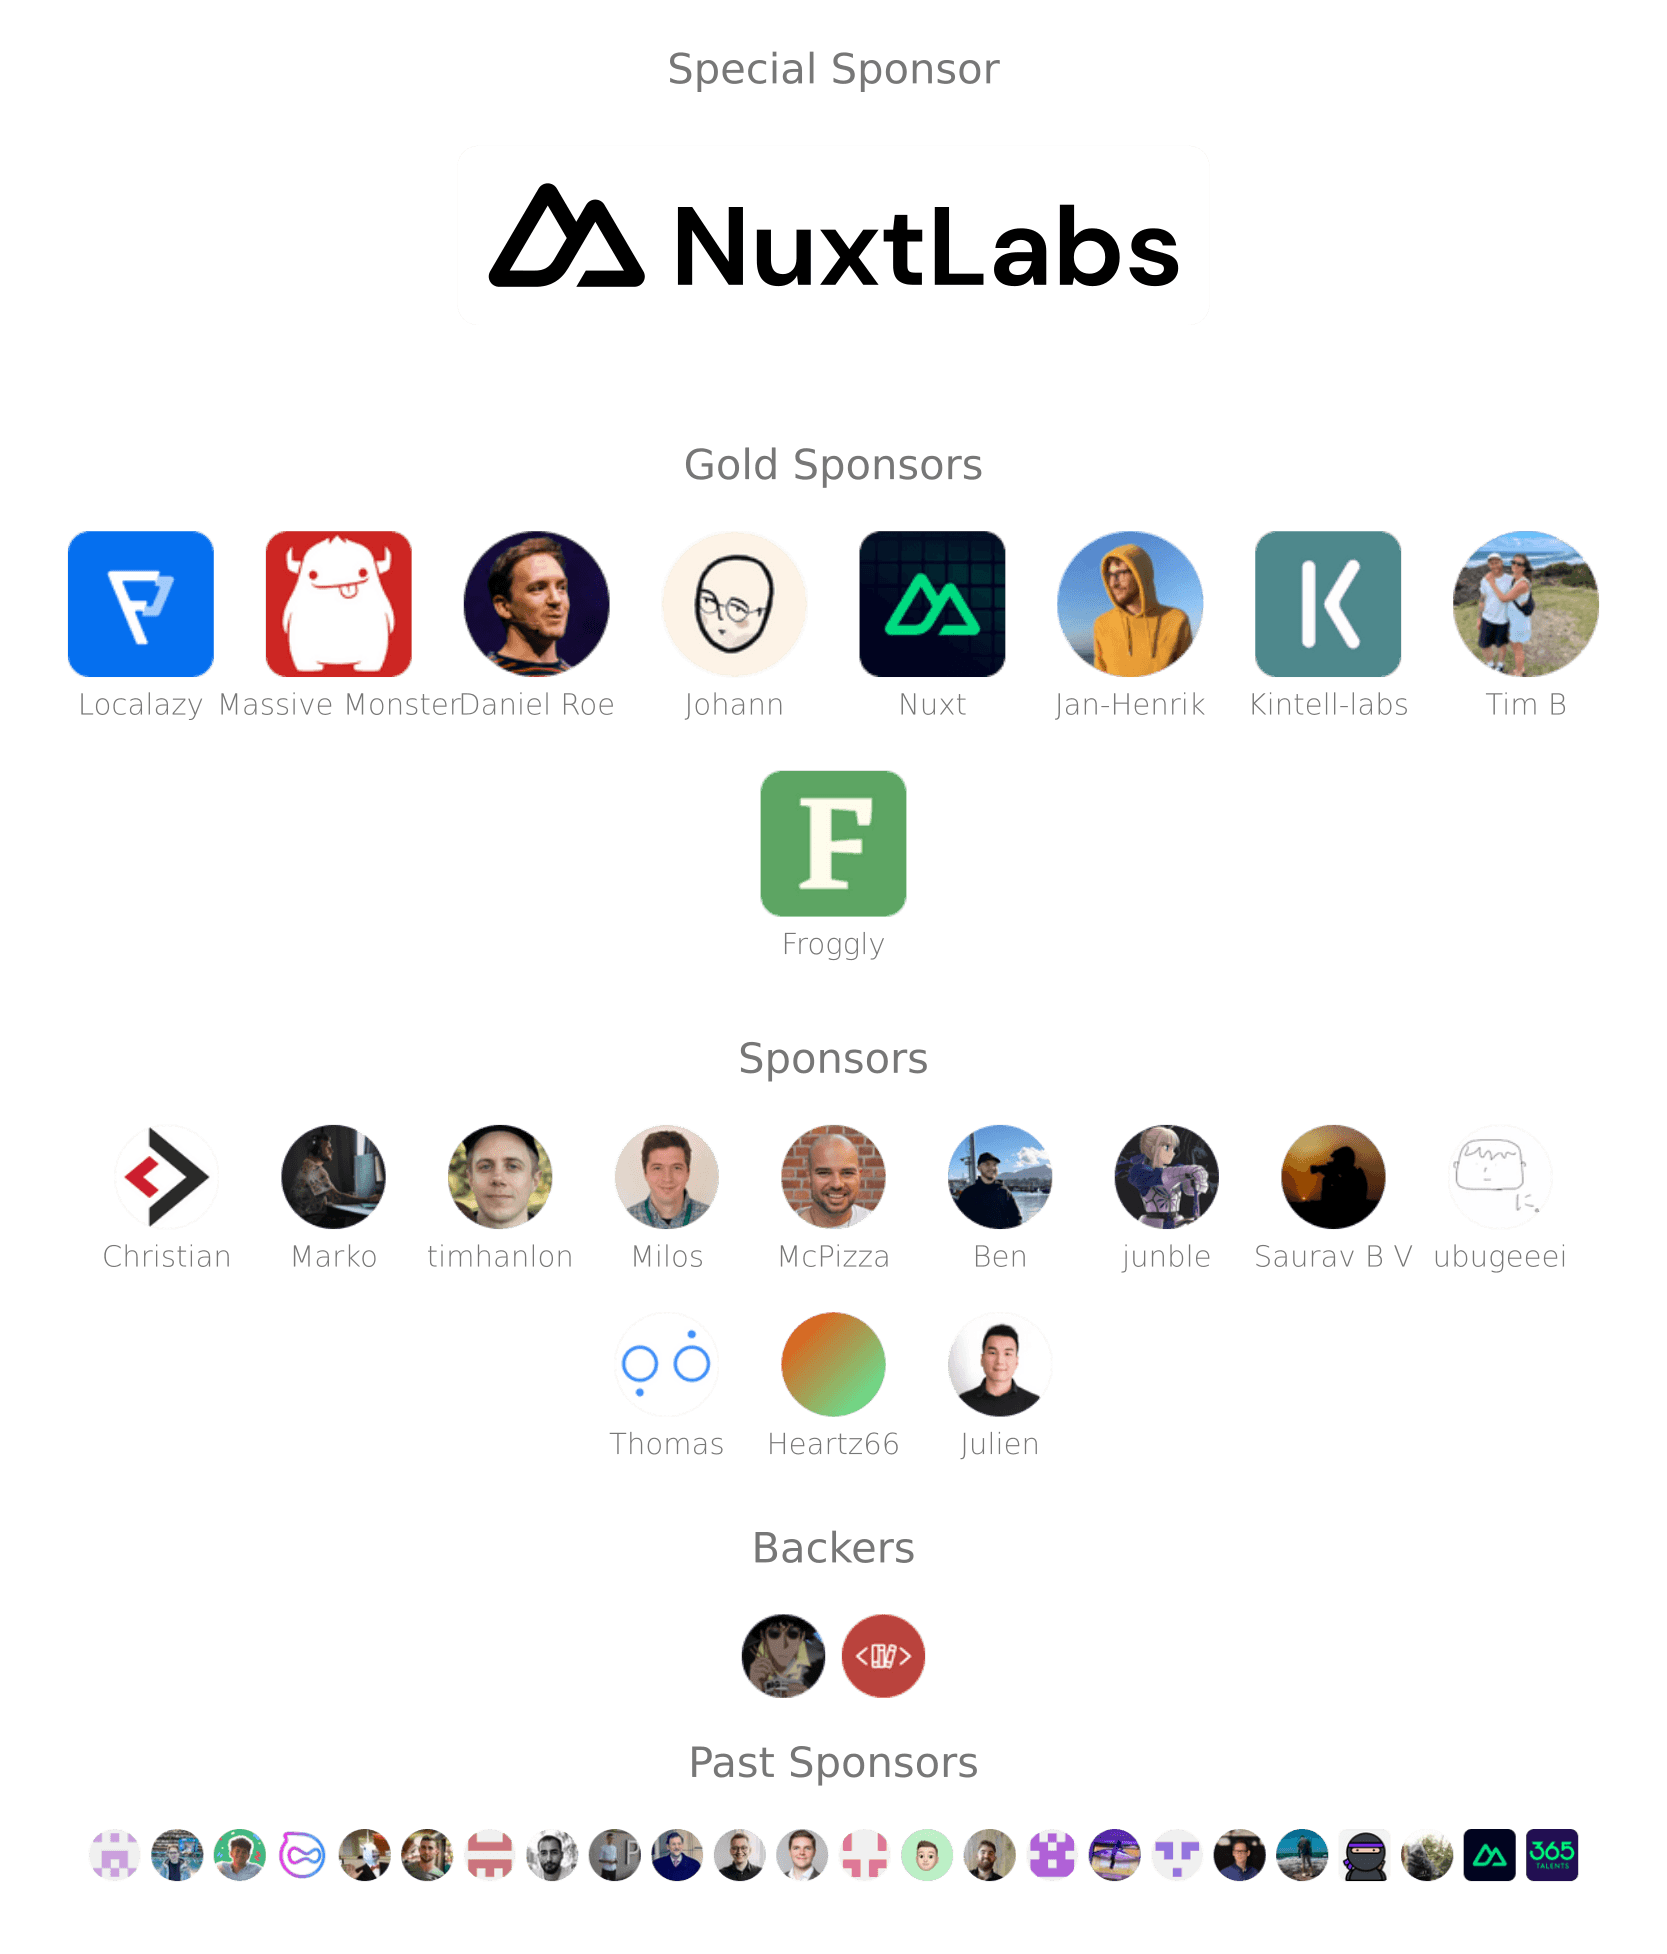 Special Sponsor
NuxtLabs
Gold Sponsors
Localazy Massive Monster Daniel Roe Johann Nuxt Jan-Henrik Kintell-labs Tim B
F
Froggly
Sponsors
Christian Marko timhanlon Milos McPizza Ben junble Saurav B V ubugeeei
Thomas Heartz66 Julien
Backers
Past Sponsors
365
TALENTS